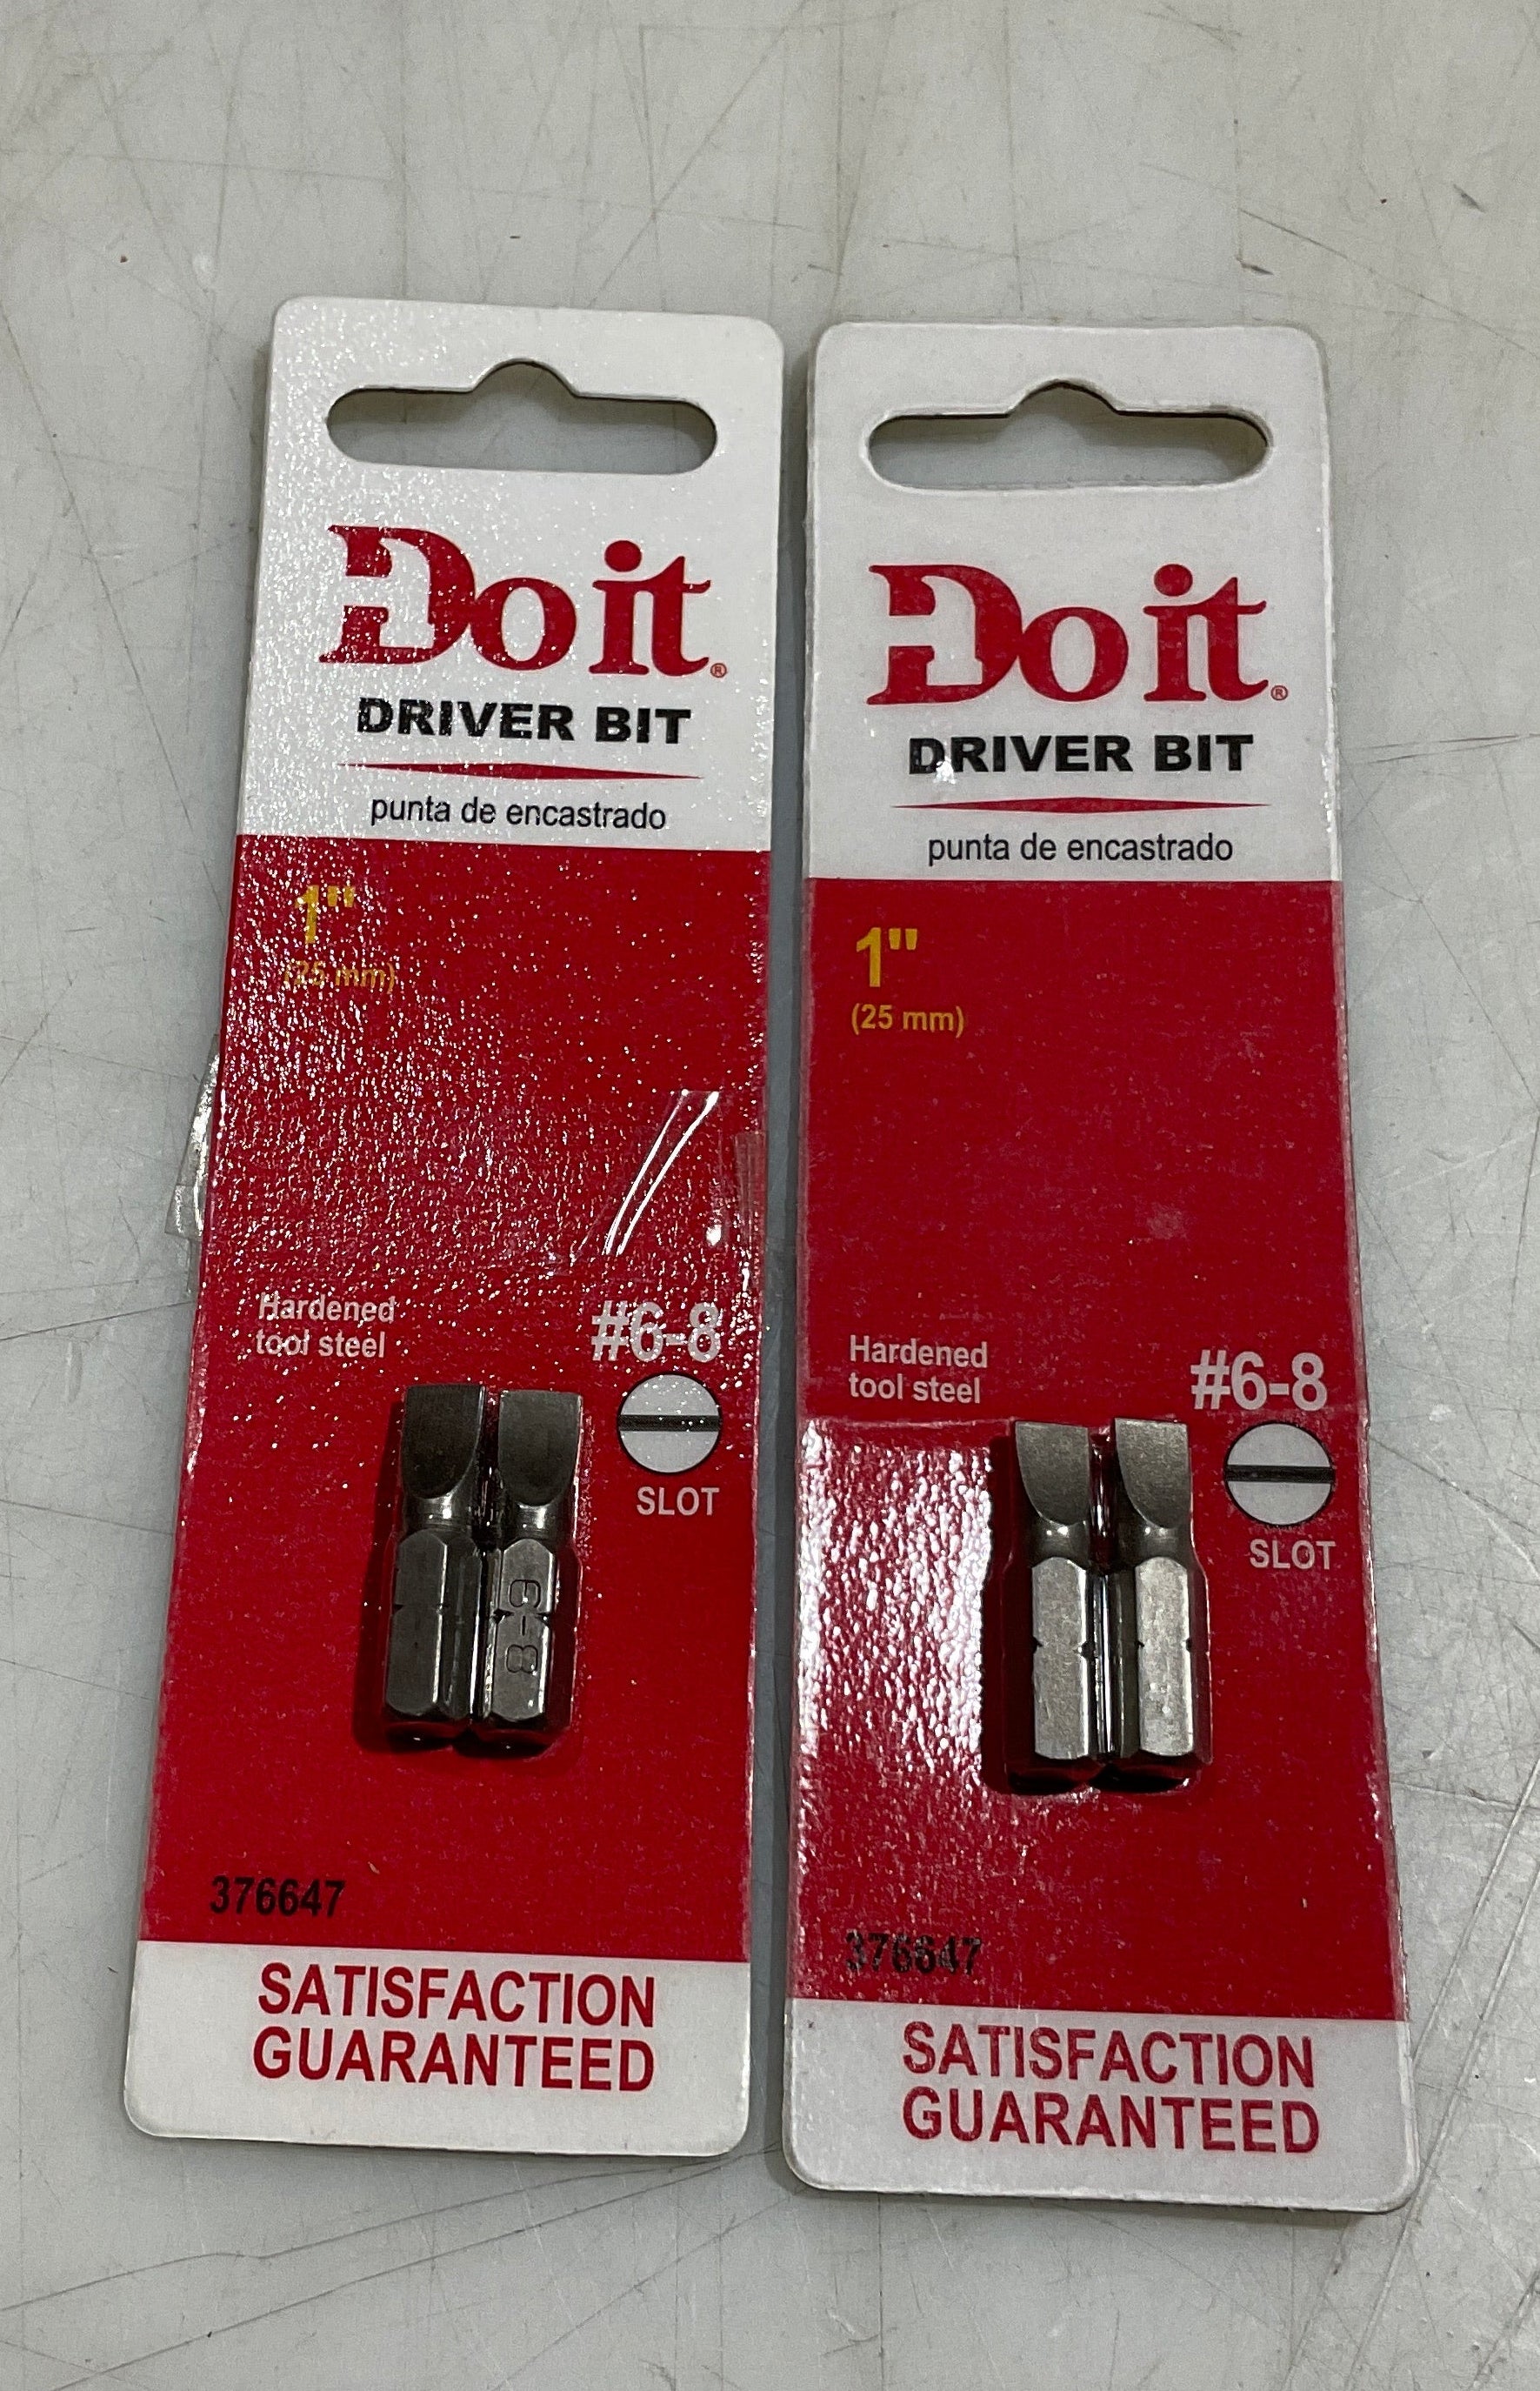 Do it®
DRIVER BIT
punta de encastrado
1"
(25 mm)
Hardened
tool steel
#6-8
SLOT
6-8
376647
SATISFACTION
GUARANTEED
Do it®
DRIVER BIT
punta de encastrado
1"
(25 mm)
Hardened
tool steel
#6-8
SLOT
376647
SATISFACTION
GUARANTEED